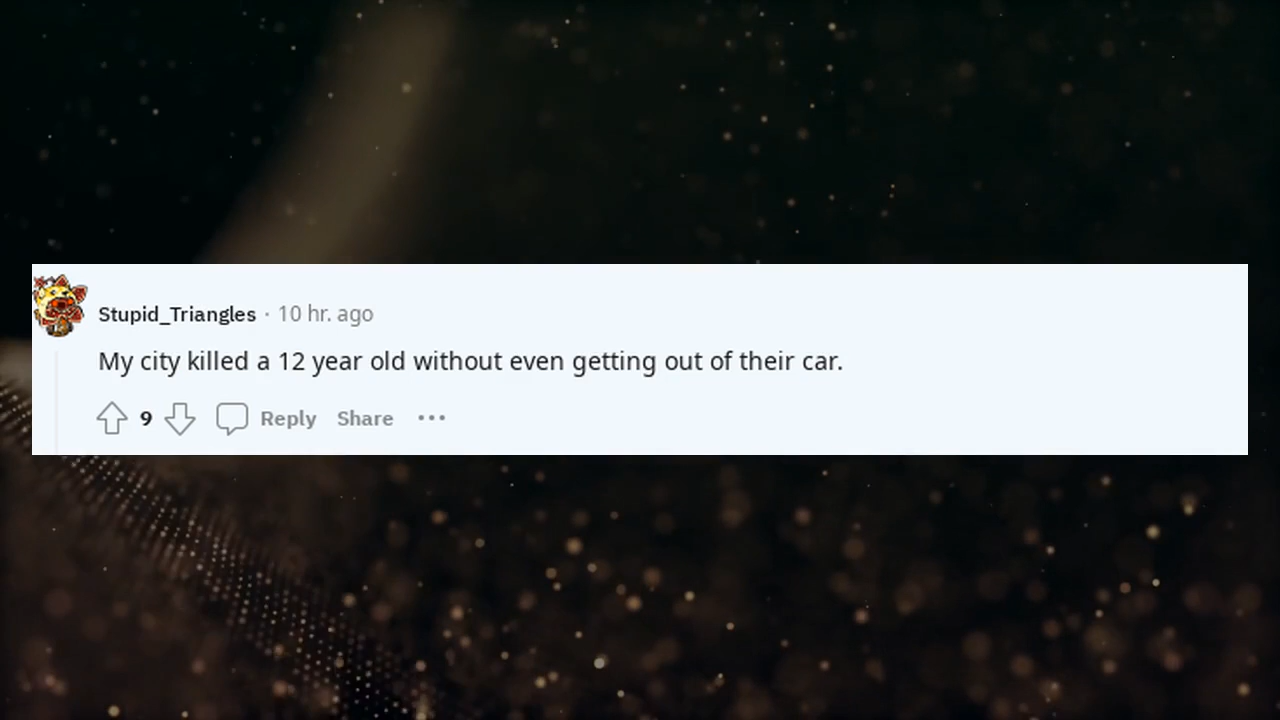 Stupid_Triangles · 10 hr. ago
My city killed a 12 year old without even getting out of their car.
9 Reply Share ...